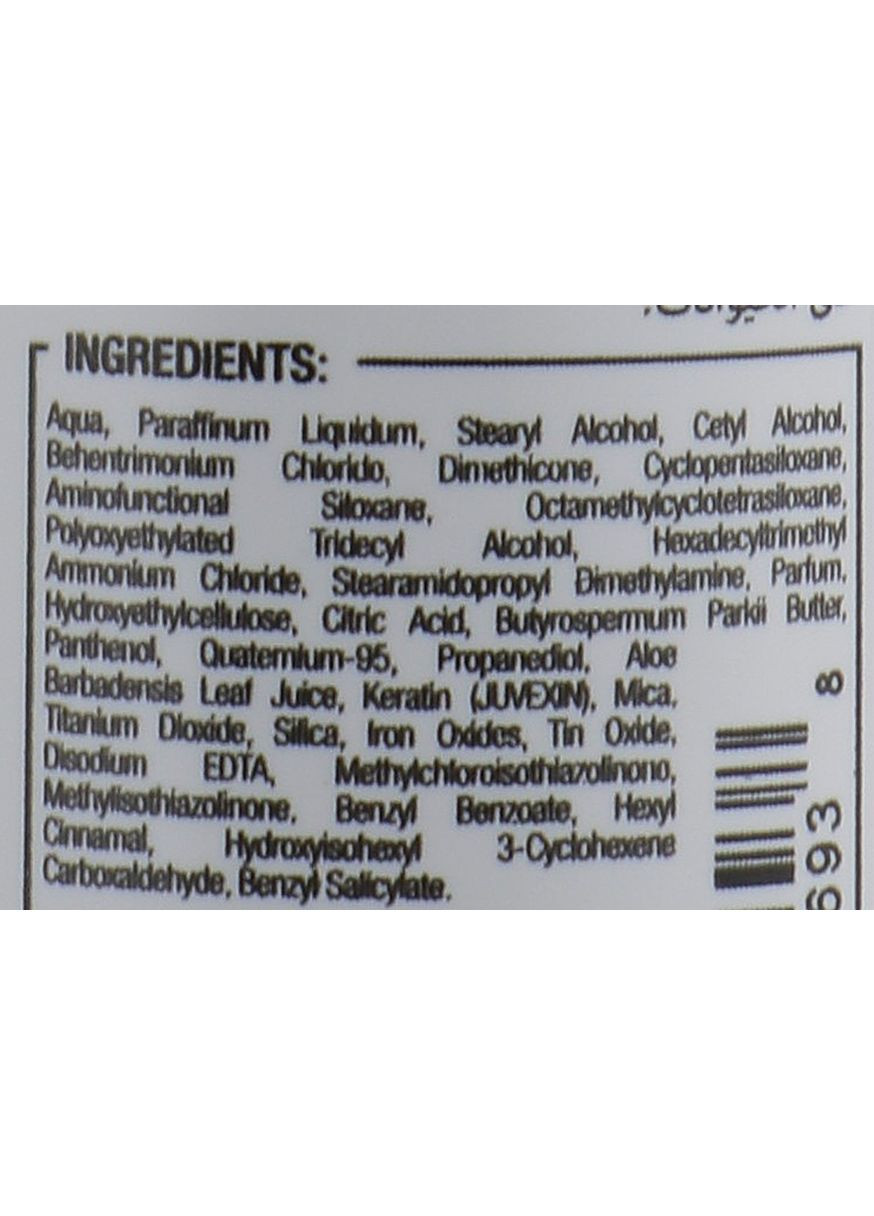 INGREDIENTS:
Aqua, Paraffinum Liquidum, Stearyl Alcohol, Cetyl Alcohol,
Behentrimonium Chloride, Dimethicone, Cyclopentasiloxane,
Aminofunctional Siloxane, Octamethylcyclotetrasiloxane,
Polyoxyethylated Tridecyl Alcohol, Hexadecyltrimethyl
Ammonium Chloride, Stearamidopropyl Dimethylamine, Parfum,
Hydroxyethylcellulose, Citric Acid, Butyrospermum Parkii Butter,
Panthenol, Quaternium-95, Propanediol, Aloe
Barbadensis Leaf Juice, Keratin (JUVEXIN), Mica,
Titanium Dioxide, Silica, Iron Oxides, Tin Oxide,
Disodium EDTA, Methylchloroisothiazolinone,
Methylisothiazolinone, Benzyl Benzoate, Hexyl
Cinnamal, Hydroxyisohexyl 3-Cyclohexene
Carboxaldehyde, Benzyl Salicylate.
8
693